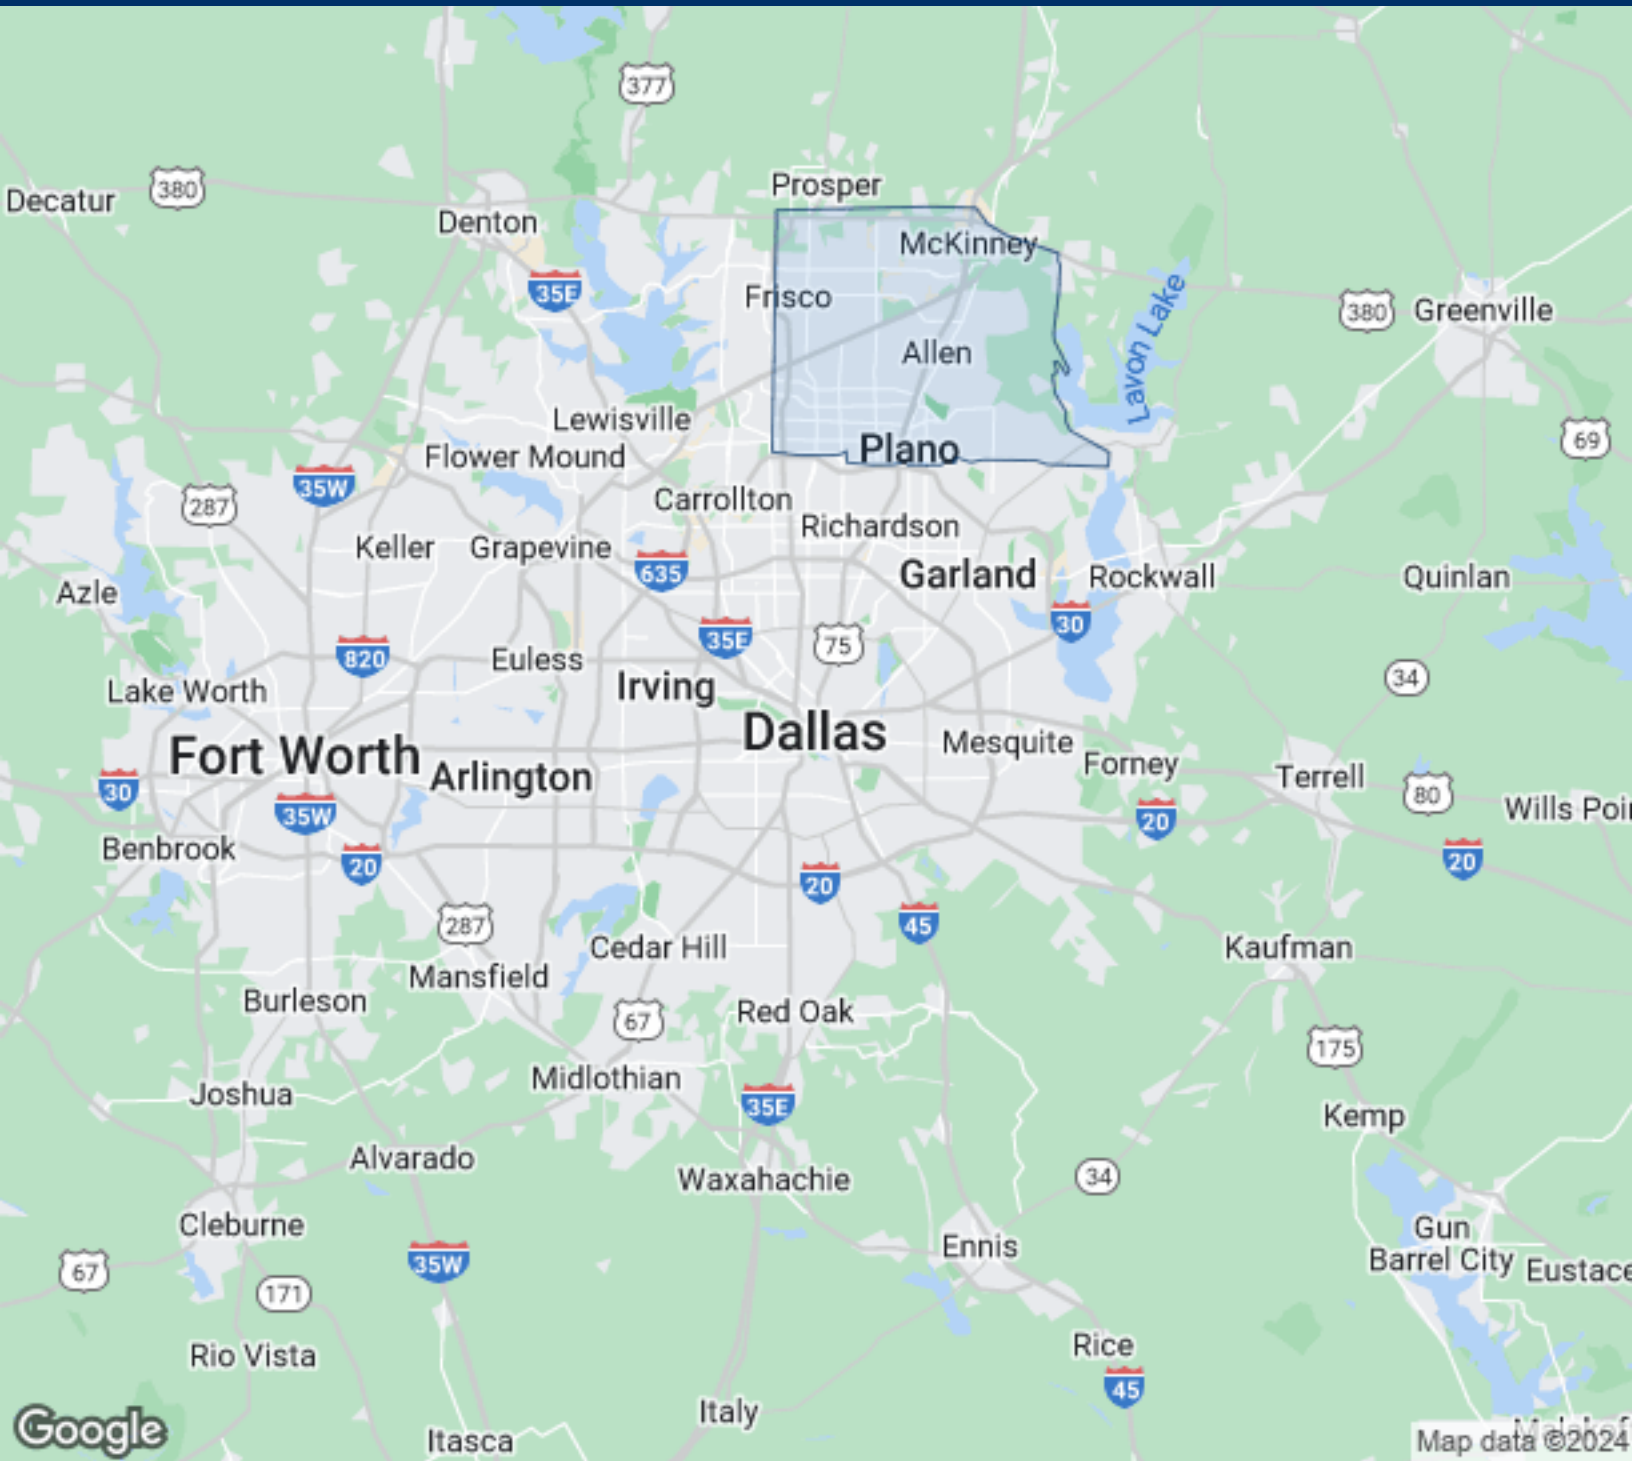 377
Decatur
380
Prosper
Denton
McKinney
35E
Frisco
Lavon Lake
380
Greenville
Allen
Lewisville
Flower Mound
Plano
69
35W
287
Carrollton
Richardson
Keller
Grapevine
635
Garland
Rockwall
Quinlan
Azle
30
35E
75
820
Euless
Lake Worth
Irving
34
Dallas
Fort Worth
Arlington
Mesquite
Forney
Terrell
30
35W
80
Wills Poi
20
Benbrook
20
20
20
287
45
Cedar Hill
Kaufman
Mansfield
Burleson
Red Oak
67
175
Midlothian
Joshua
35E
Kemp
Alvarado
Waxahachie
34
Cleburne
Gun
Barrel City
Ennis
Eustace
67
35W
171
Rice
Rio Vista
45
Italy
Google
Itasca
Map data ©2024